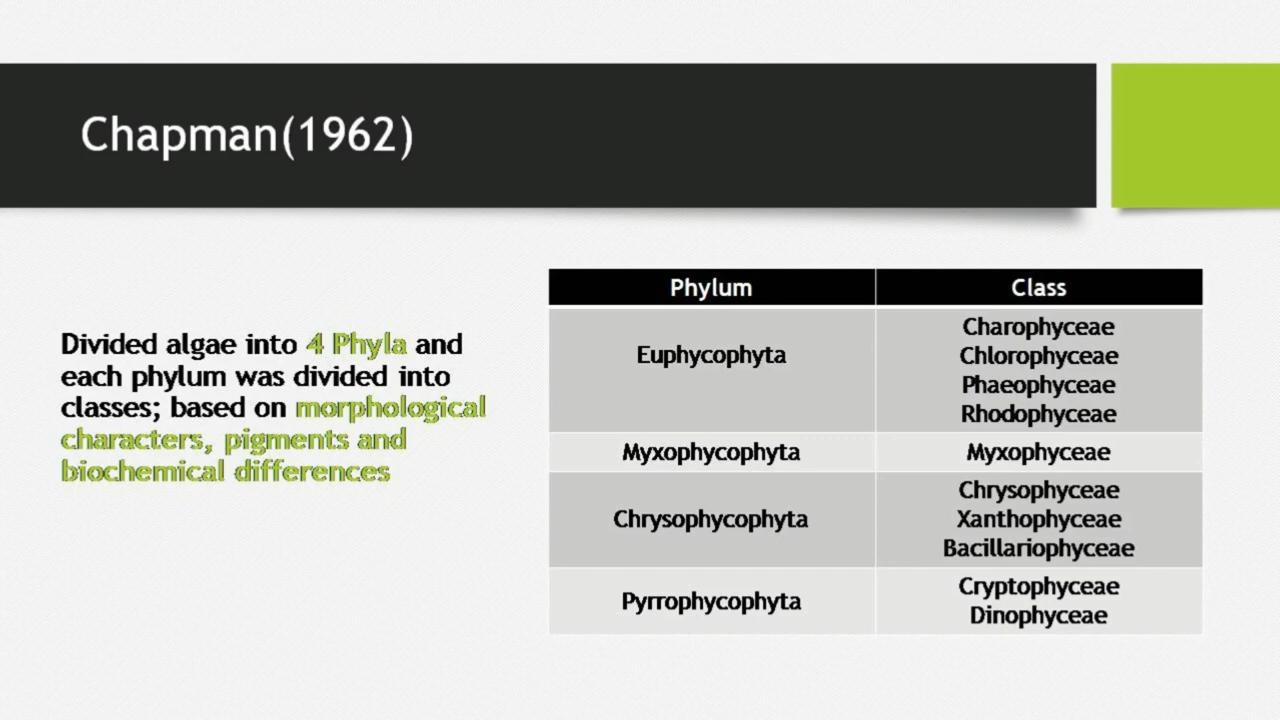 Chapman(1962)
Divided algae into 4 Phyla and
each phylum was divided into
classes; based on morphological
characters, pigments and
biochemical differences
Phylum Class
Euphycophyta
Charophyceae
Chlorophyceae
Phaeophyceae
Rhodophyceae
Myxophycophyta Myxophyceae
Chrysophycophyta
Chrysophyceae
Xanthophyceae
Bacillariophyceae
Pyrrophycophyta
Cryptophyceae
Dinophyceae